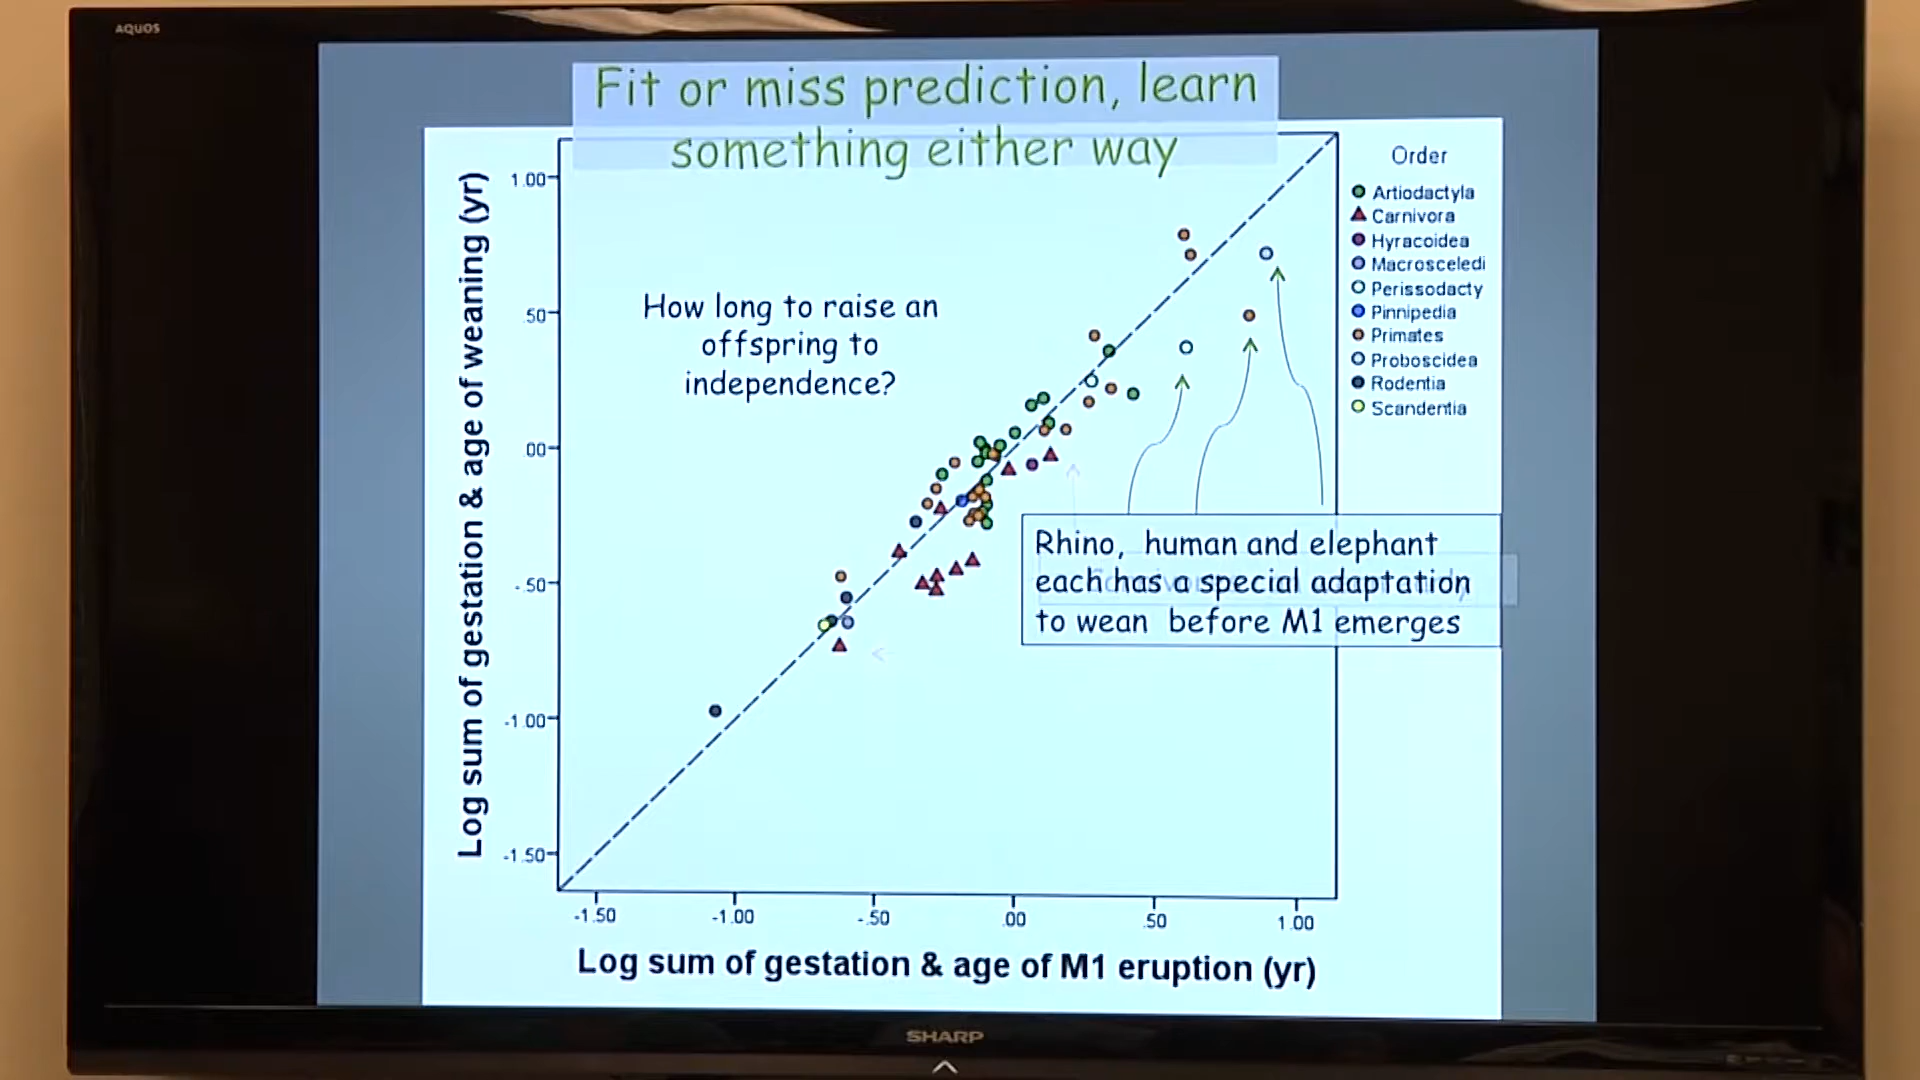 AQUOS
Fit or miss prediction, learn
something either way
Log sum of gestation & age of weaning (yr)
1.00
.50
.00
-.50
-1.00
-1.50
How long to raise an
offspring to
independence?
Order
Artiodactyla
Carnivora
Hyracoidea
Macrosceledi
Perissodacty
Pinnipedia
Primates
Proboscidea
Rodentia
Scandentia
Rhino, human and elephant
each has a special adaptation
to wean before M1 emerges
-1.50
-1.00
-.50
.00
.50
1.00
Log sum of gestation & age of M1 eruption (yr)
SHARP